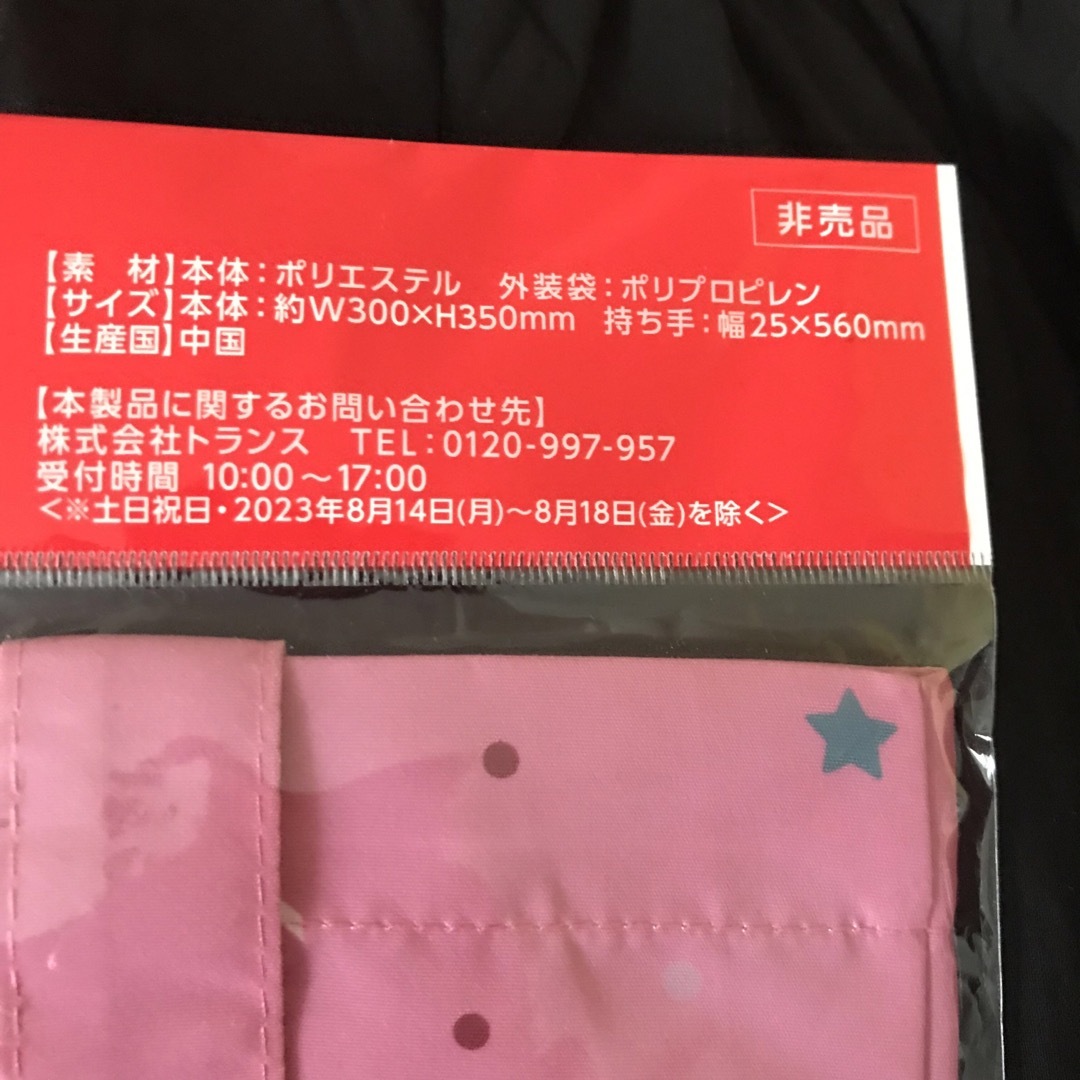 非売品
【素　材】本体：ポリエステル　外装袋：ポリプロピレン
【サイズ】本体：約W300×H350mm　持ち手：幅25×560mm
【生産国】中国
【本製品に関するお問い合わせ先】
株式会社トランス　TEL：0120-997-957
受付時間　10:00～17:00
<※土日祝日・2023年8月14日(月)～8月18日(金)を除く>